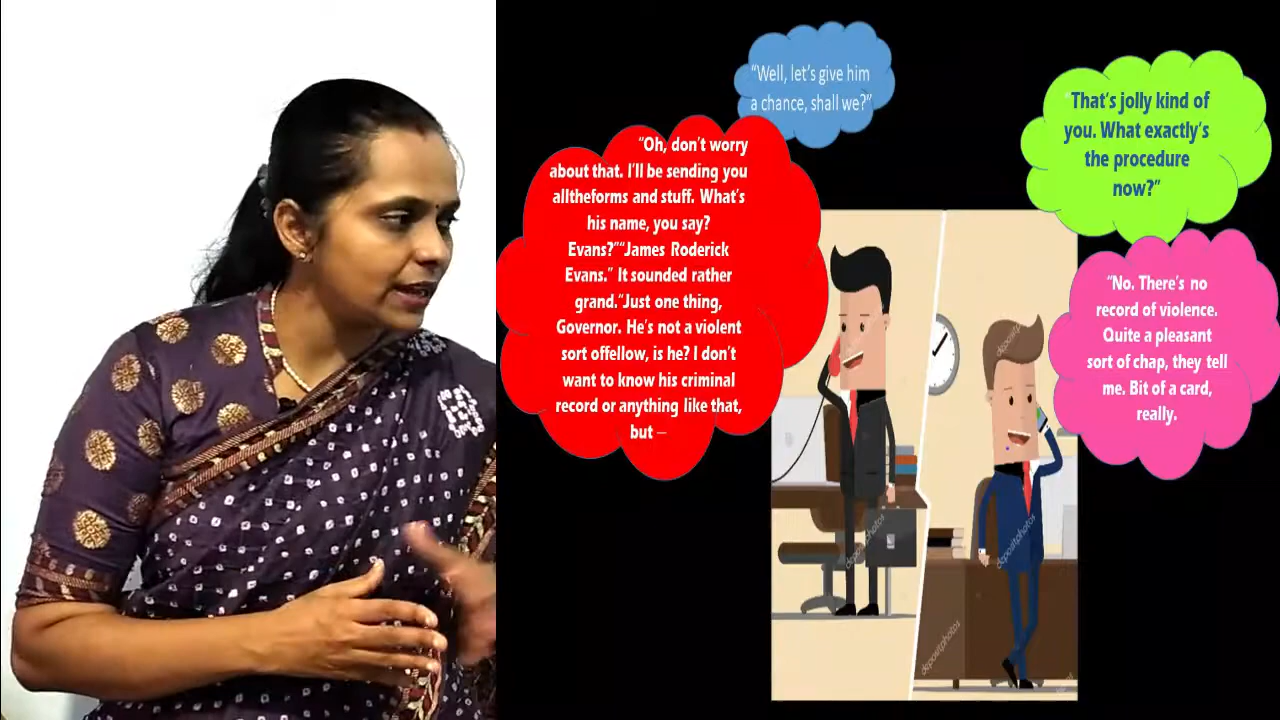 “Well, let’s give him
a chance, shall we?”
That’s jolly kind of
you. What exactly’s
the procedure
now?”
“Oh, don’t worry
about that. I’ll be sending you
alltheforms and stuff. What’s
his name, you say?
Evans?”“James Roderick
Evans.” It sounded rather
grand.“Just one thing,
Governor. He’s not a violent
sort offellow, is he? I don’t
want to know his criminal
record or anything like that,
but –
“No. There’s no
record of violence.
Quite a pleasant
sort of chap, they tell
me. Bit of a card,
really.
depositphotos
depositphotos
depositphotos
depositphotos